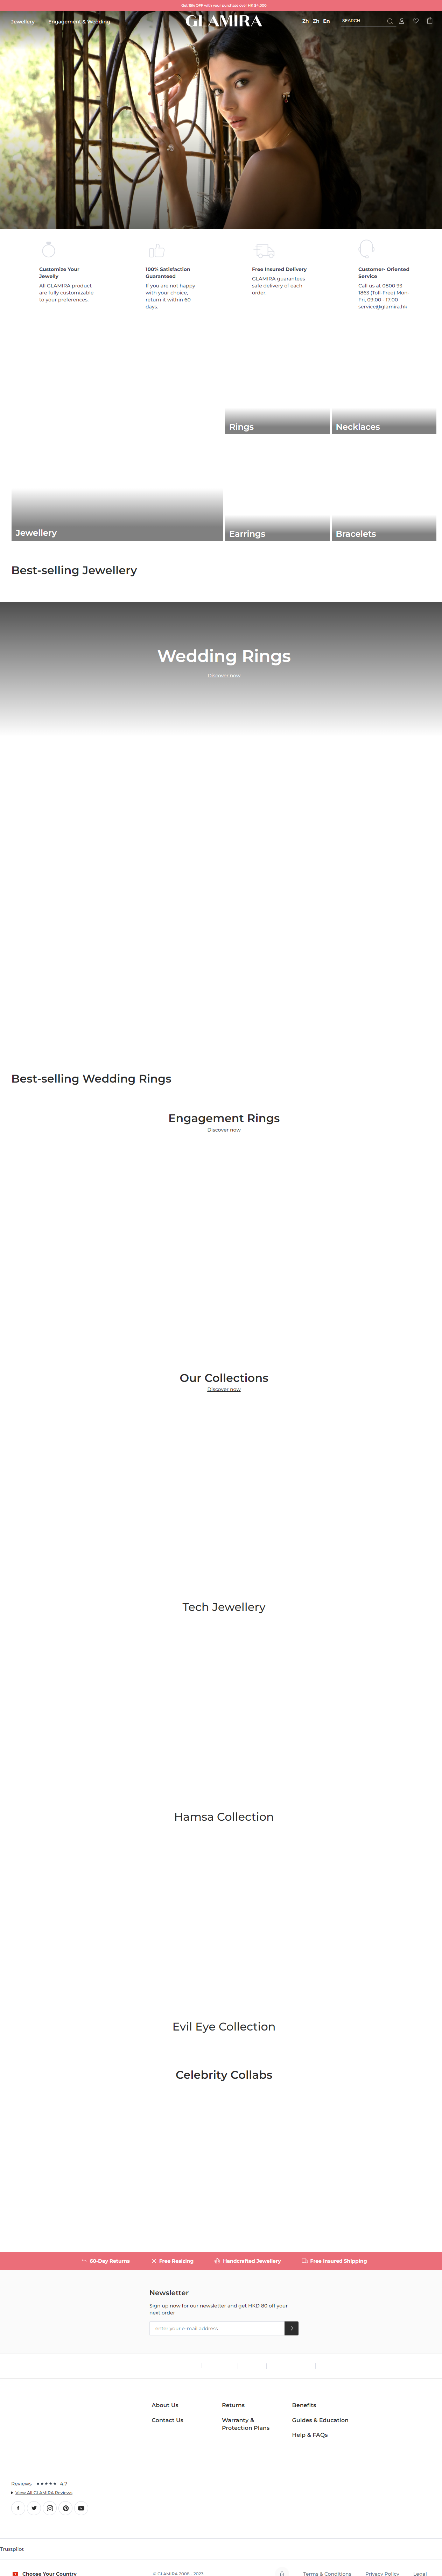 Get 10% OFF with your purchase over HK $4,600
Jewellery
Engagement & Wedding
GLAMIRA
Zh | Zh | En
SEARCH
Customize Your
Jewelly
All GLAMIRA product
are fully customizable
to your preferences.
100% Satisfaction
Guaranteed
If you are not happy
with your choice,
return it within 60
days.
Free Insured Delivery
GLAMIRA guarantees
safe delivery of each
order.
Customer- Oriented
Service
Call us at 0800 93
1863 (Toll-Free) Mon-
Fri, 09:00 - 17:00
service@glamira.hk
Rings
Necklaces
Jewellery
Earrings
Bracelets
Best-selling Jewellery
Wedding Rings
Discover now
Best-selling Wedding Rings
Engagement Rings
Discover now
Our Collections
Discover now
Tech Jewellery
Hamsa Collection
Evil Eye Collection
Celebrity Collabs
60-Day Returns
Free Resizing
Handcrafted Jewellery
Free Insured Shipping
Newsletter
Sign up now for our newsletter and get HKD 80 off your
next order
enter your e-mail address
About Us
Contact Us
Returns
Warranty &
Protection Plans
Benefits
Guides & Education
Help & FAQs
Reviews ★★★★★ 4.7
View All GLAMIRA Reviews
Trustpilot
Choose Your Country
© GLAMIRA 2008 - 2023
Terms & Conditions
Privacy Policy
Legal